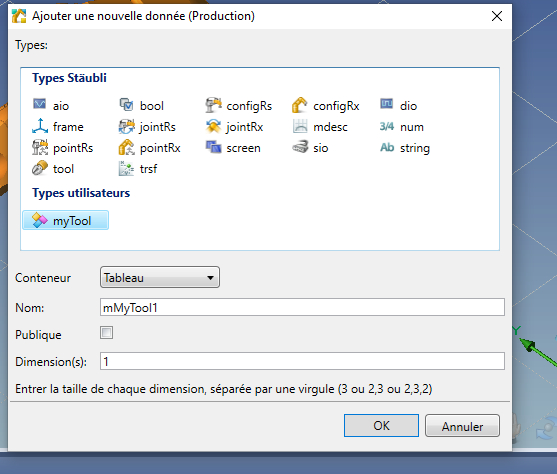 Ajouter une nouvelle donnée (Production)
Types:
Types Stäubli
aio bool configRs configRx dio
frame jointRs jointRx mdesc 3/4 num
pointRs pointRx screen sio Ab string
tool trsf
Types utilisateurs
myTool
Conteneur Tableau
Nom: mMyTool1
Publique
Dimension(s): 1
Entrer la taille de chaque dimension, séparée par une virgule (3 ou 2,3 ou 2,3,2)
OK Annuler
Y